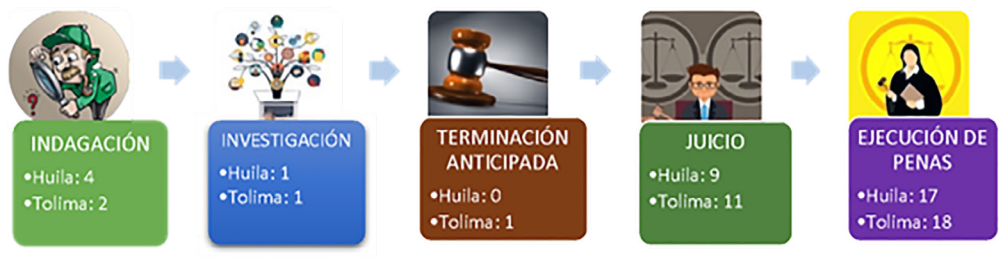 INDAGACIÓN
•Huila: 4
•Tolima: 2
INVESTIGACIÓN
•Huila: 1
•Tolima: 1
TERMINACIÓN
ANTICIPADA
•Huila: 0
•Tolima: 1
JUICIO
•Huila: 9
•Tolima: 11
EJECUCIÓN DE
PENAS
•Huila: 17
•Tolima: 18